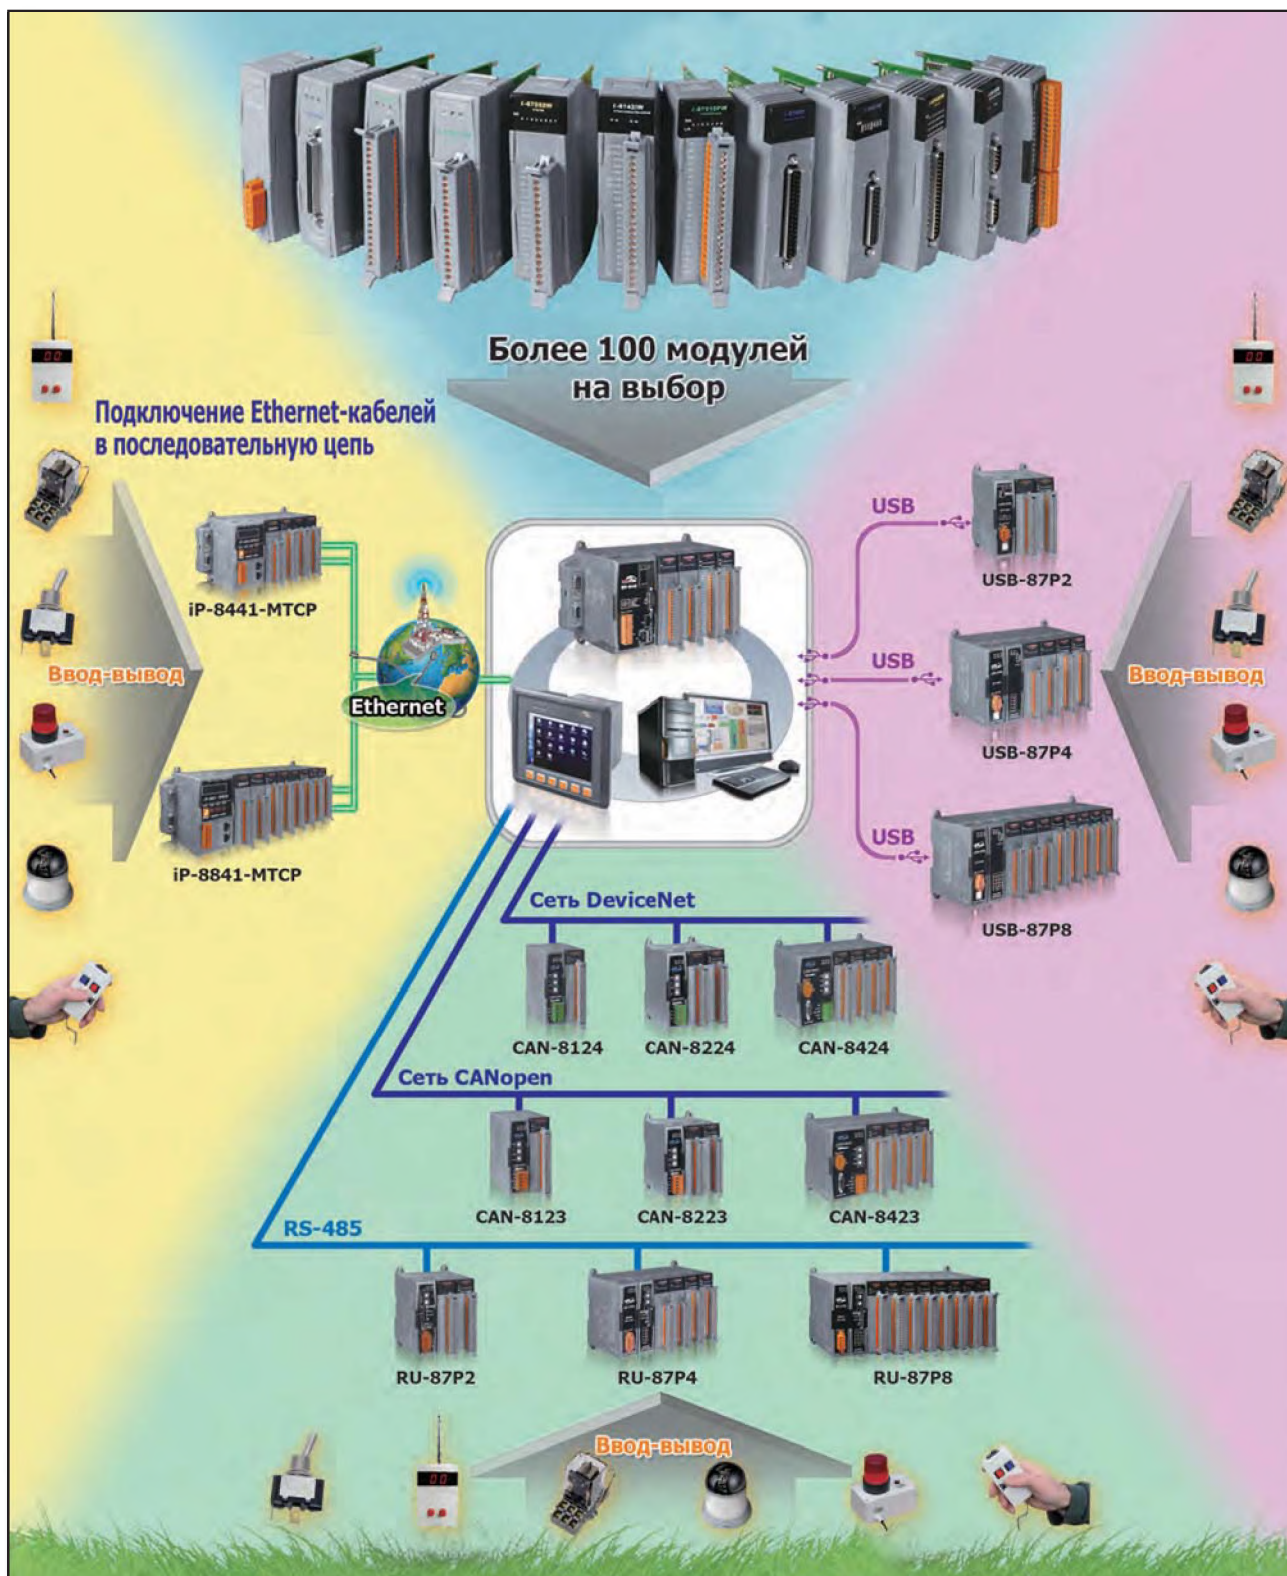 Более 100 модулей
на выбор
Подключение Ethernet-кабелей
в последовательную цепь
iP-8441-MTCP
Ввод-вывод
Ethernet
iP-8841-MTCP
USB
USB-87P2
USB
USB-87P4
Ввод-вывод
USB
USB-87P8
Сеть DeviceNet
CAN-8124
CAN-8224
CAN-8424
Сеть CANopen
CAN-8123
CAN-8223
CAN-8423
RS-485
RU-87P2
RU-87P4
RU-87P8
Ввод-вывод